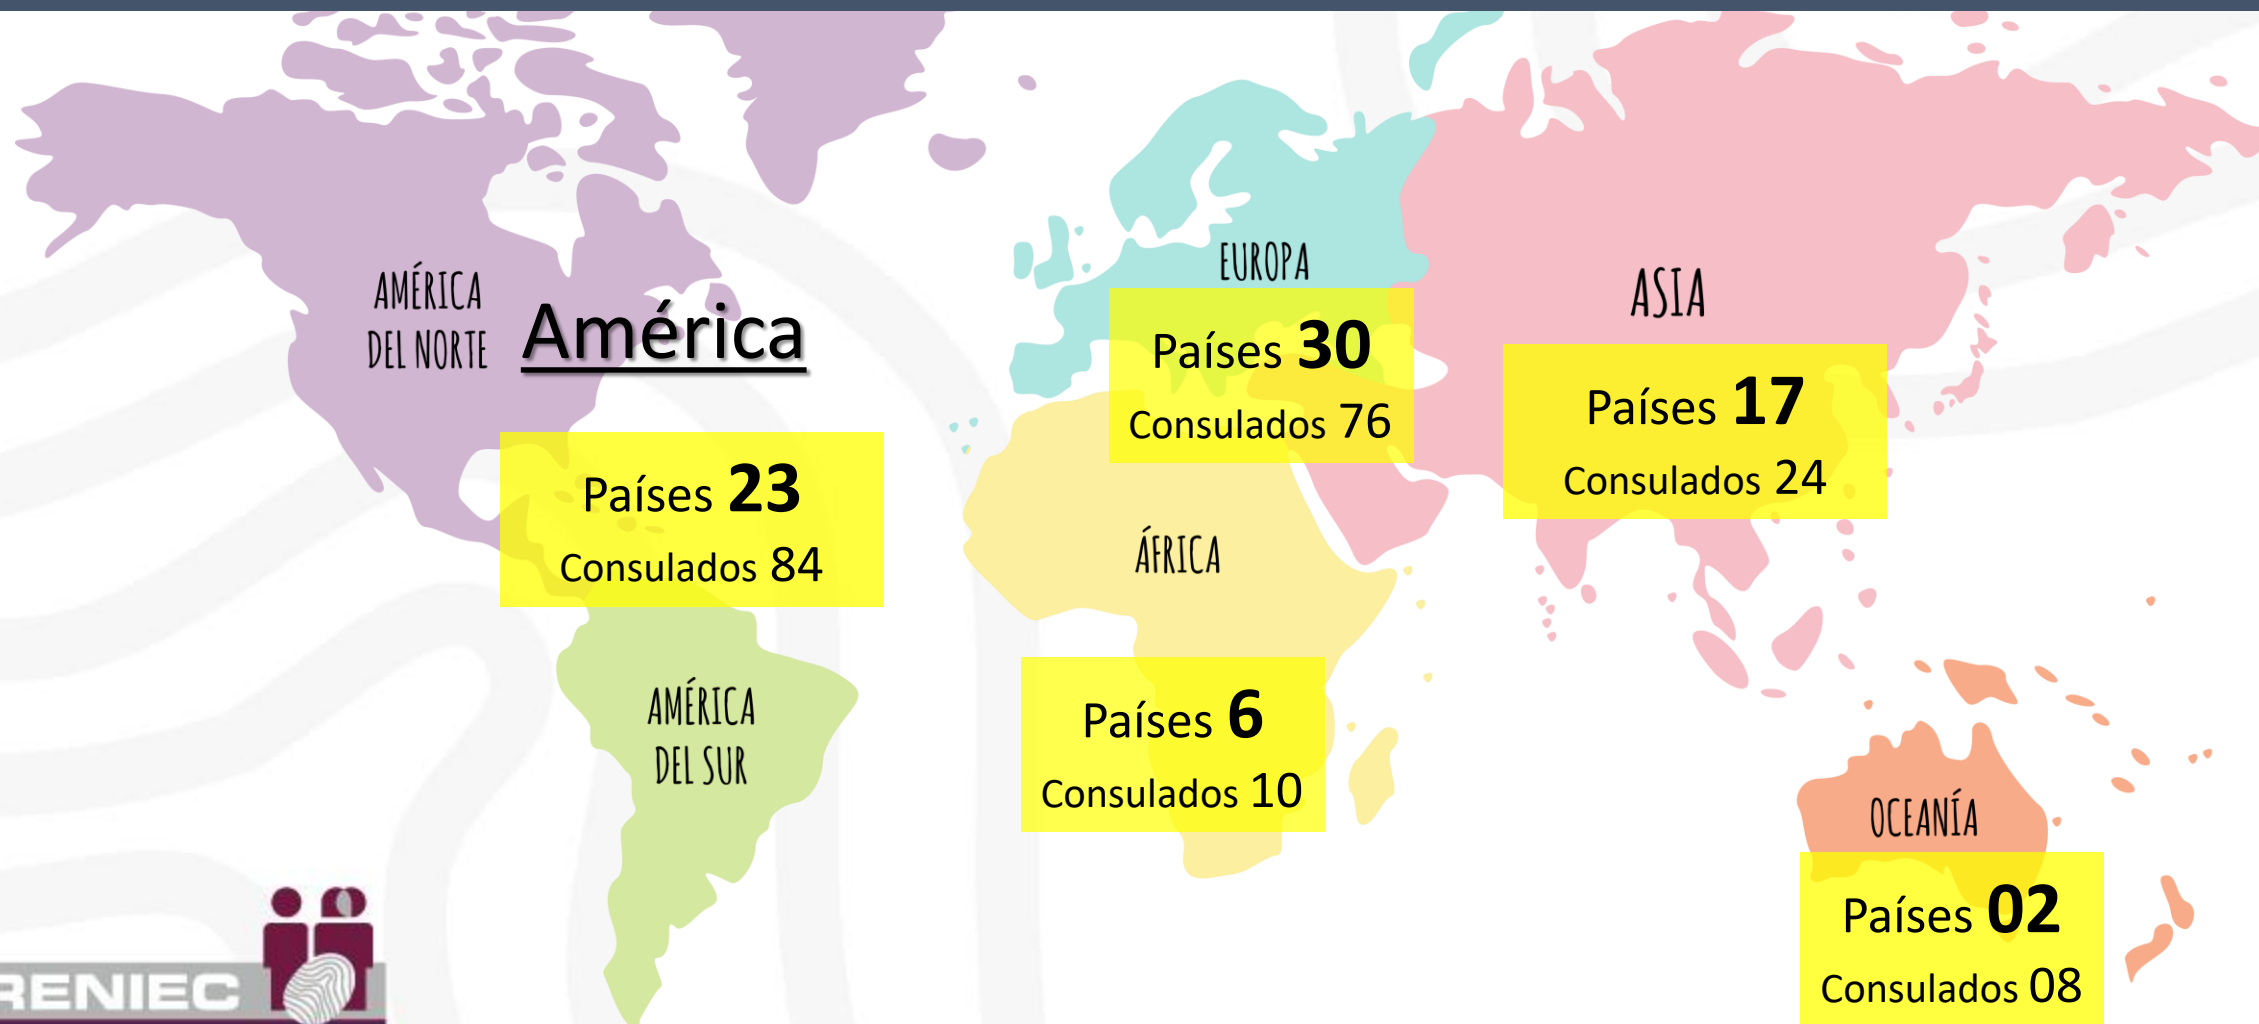 AMÉRICA
DEL NORTE
América
Países 23
Consulados 84
AMÉRICA
DEL SUR
EUROPA
Países 30
Consulados 76
ÁFRICA
Países 6
Consulados 10
ASIA
Países 17
Consulados 24
OCEANÍA
Países 02
Consulados 08
RENIEC